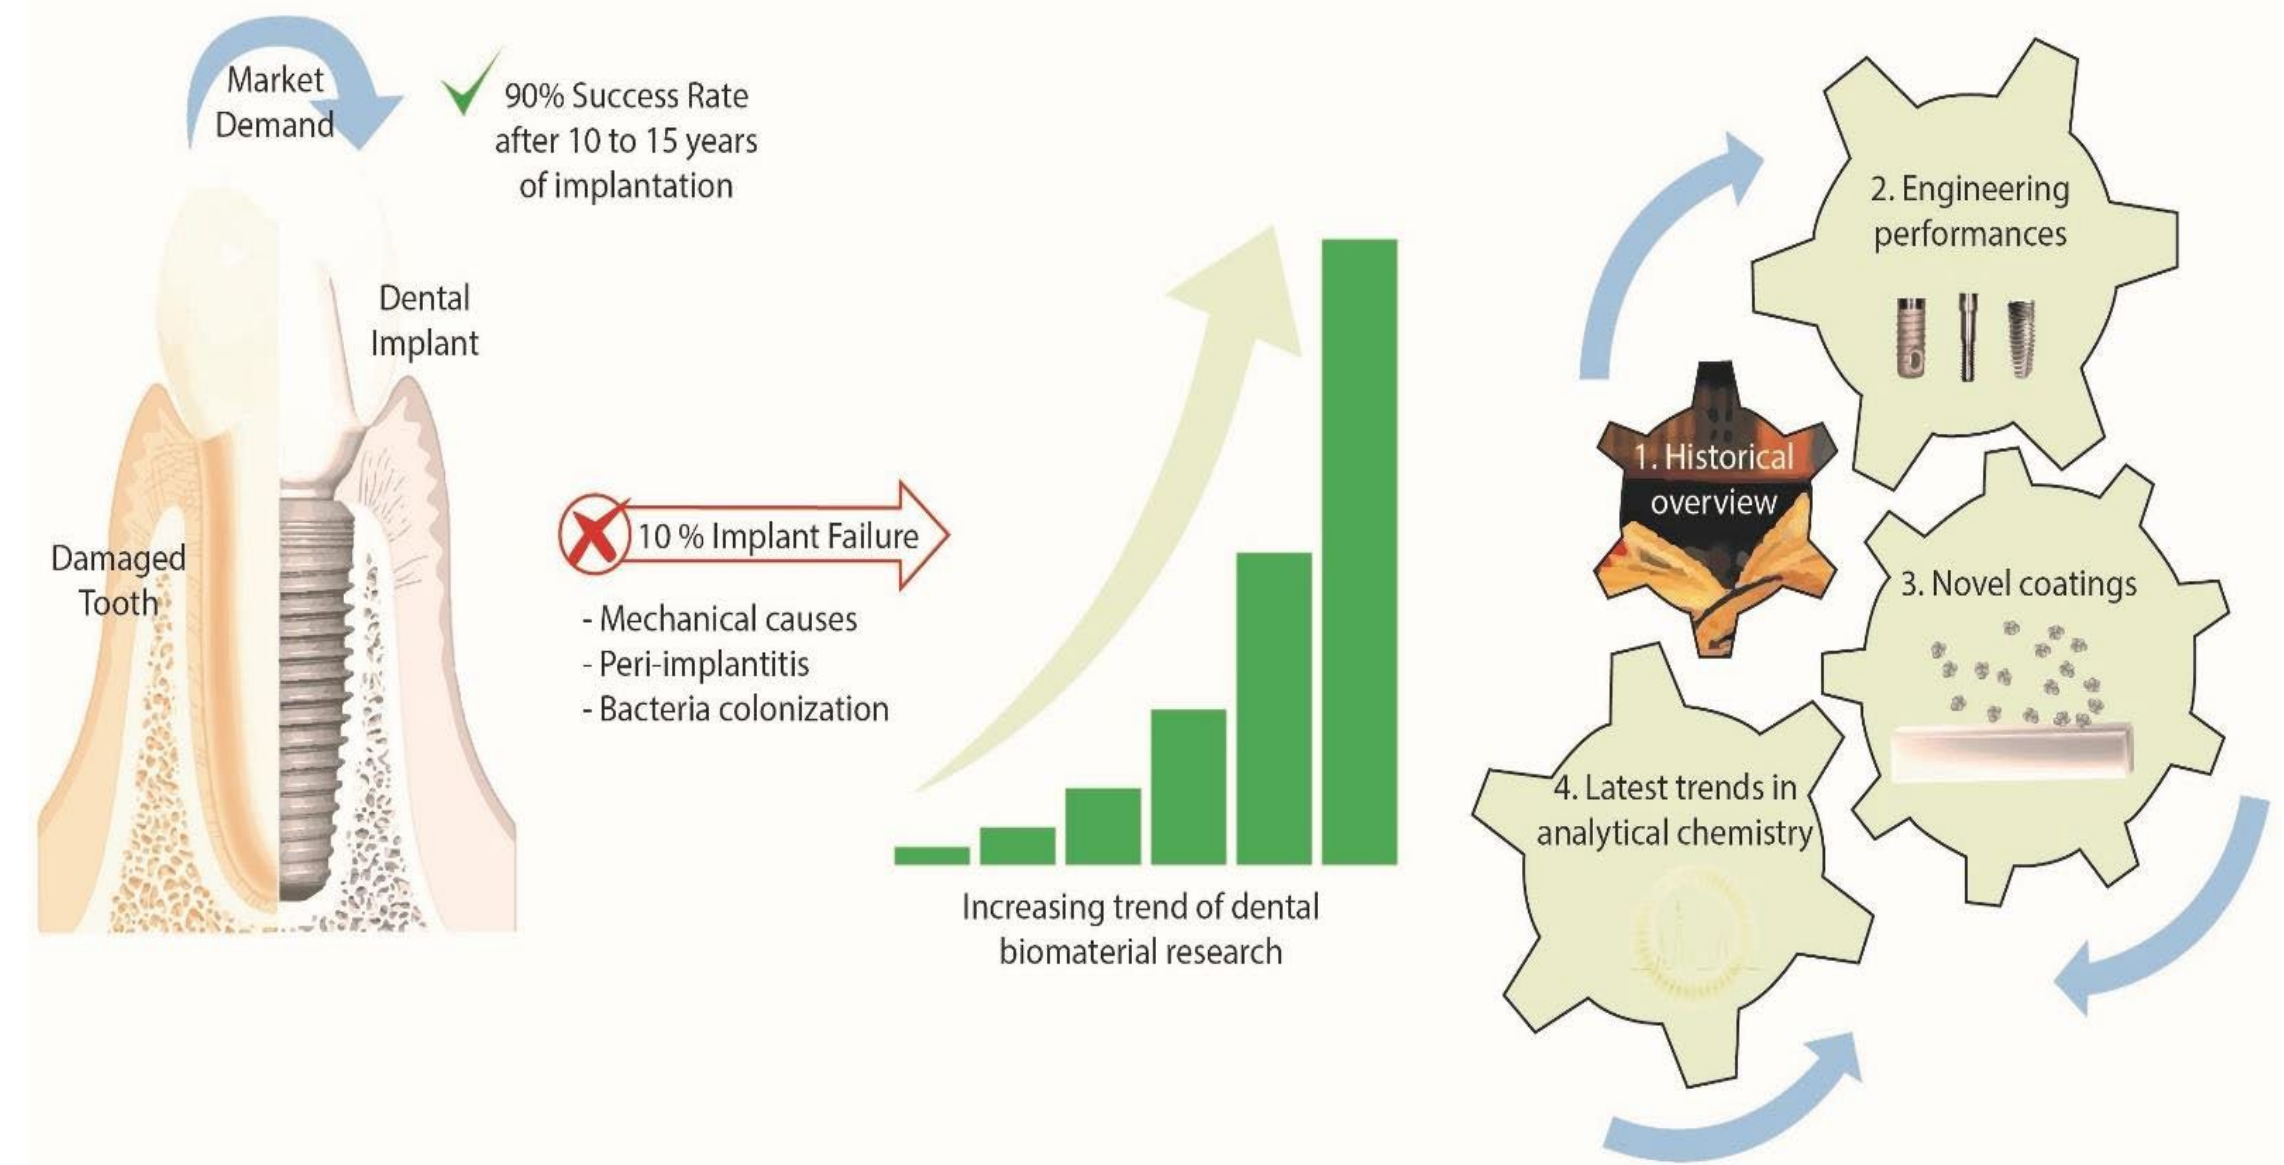 Market
Demand
90% Success Rate
after 10 to 15 years
of implantation
Dental
Implant
Damaged
Tooth
10 % Implant Failure
- Mechanical causes
- Peri-implantitis
- Bacteria colonization
Increasing trend of dental
biomaterial research
1. Historical
overview
2. Engineering
performances
3. Novel coatings
4. Latest trends in
analytical chemistry